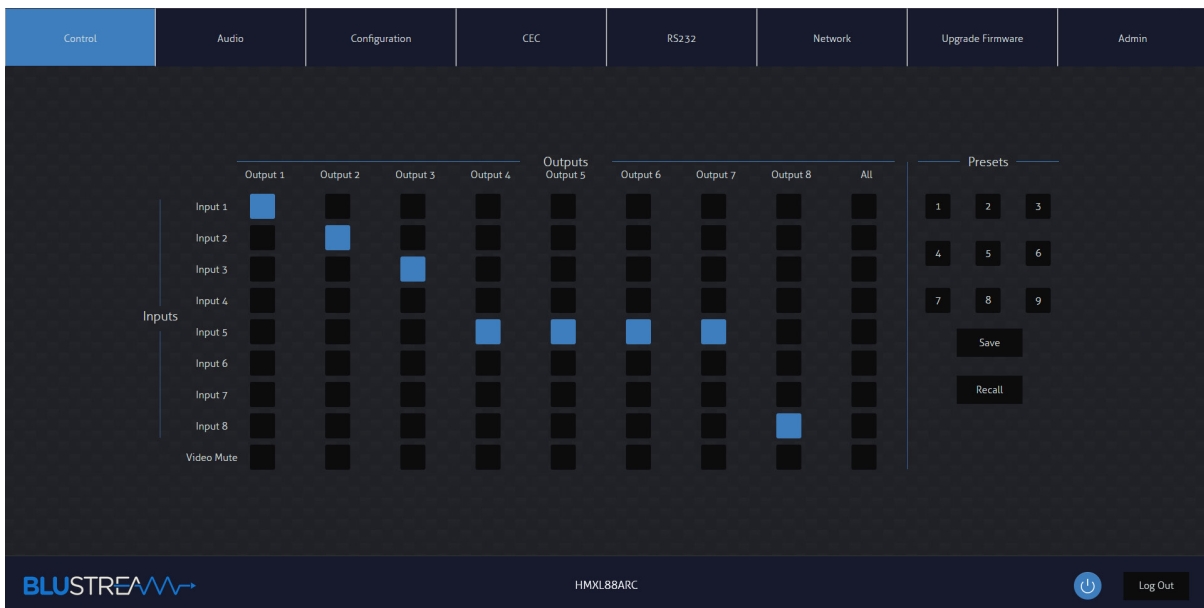 Control Audio Configuration CEC RS232 Network Upgrade Firmware Admin
Outputs
Presets
Output 1 Output 2 Output 3 Output 4 Output 5 Output 6 Output 7 Output 8 All
Input 1
1 2 3
Input 2
4 5 6
Input 3
Input 4
7 8 9
Inputs
Input 5
Save
Input 6
Input 7
Recall
Input 8
Video Mute
BLUSTREAM
HMXL88ARC
Log Out